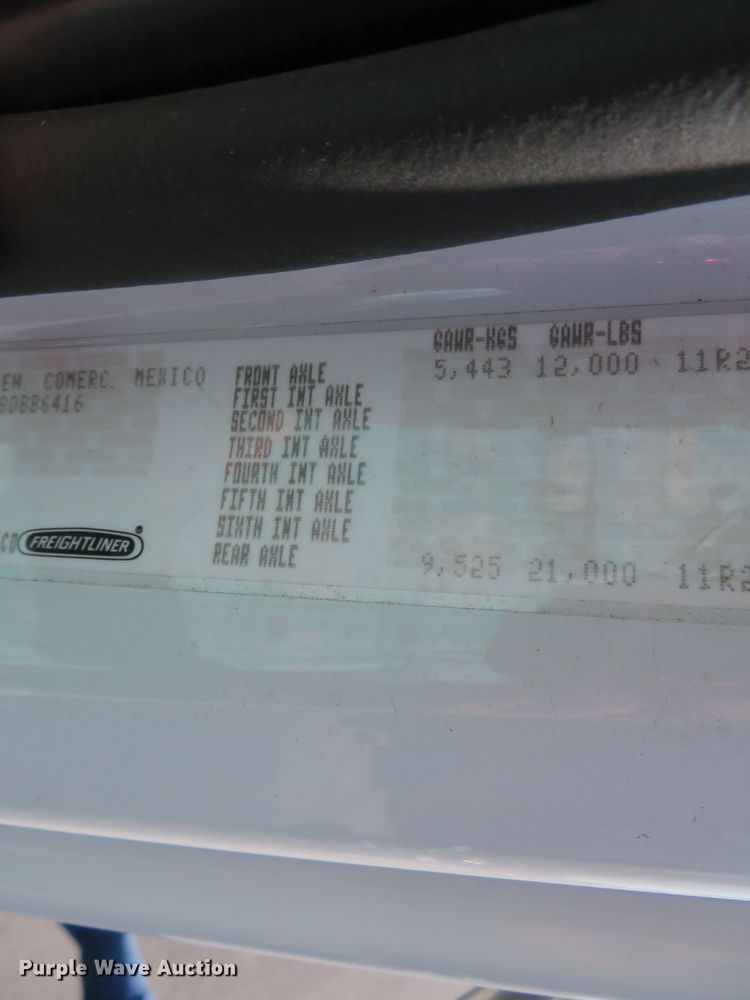 GAWR-KGS GAWR-LBS
EH. COMERC. MEXICO FRONT AXLE 5,443 12,000 11R2
BDBB6416 FIRST INT AXLE
SECOND INT AXLE
THIRD INT AXLE
FOURTH INT AXLE
FIFTH INT AXLE
SIXTH INT AXLE
CD FREIGHTLINER REAR AXLE 9,525 21,000 11R2
Purple Wave Auction